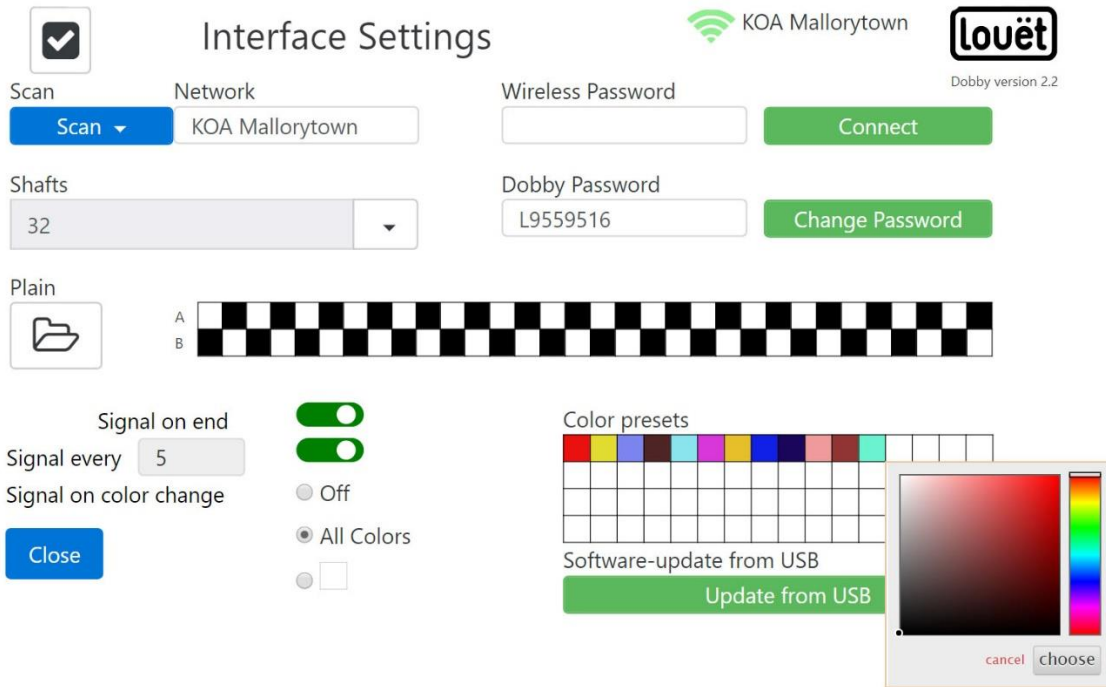 Interface Settings
KOA Mallorytown
louët
Dobby version 2.2
Scan
Network
Wireless Password
Scan
KOA Mallorytown
Connect
Shafts
Dobby Password
32
L9559516
Change Password
Plain
A
B
Signal on end
Signal every 5
Signal on color change
Off
All Colors
Close
Color presets
Software-update from USB
Update from USB
cancel
choose